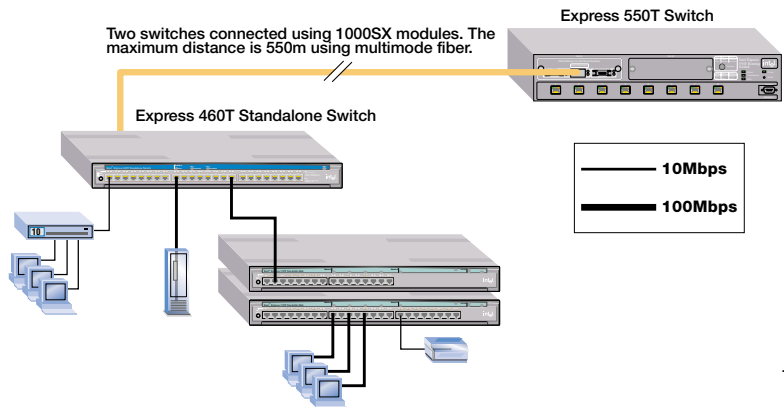 Express 550T Switch
Two switches connected using 1000SX modules. The
maximum distance is 550m using multimode fiber.
Express 460T Standalone Switch
10Mbps
100Mbps
10